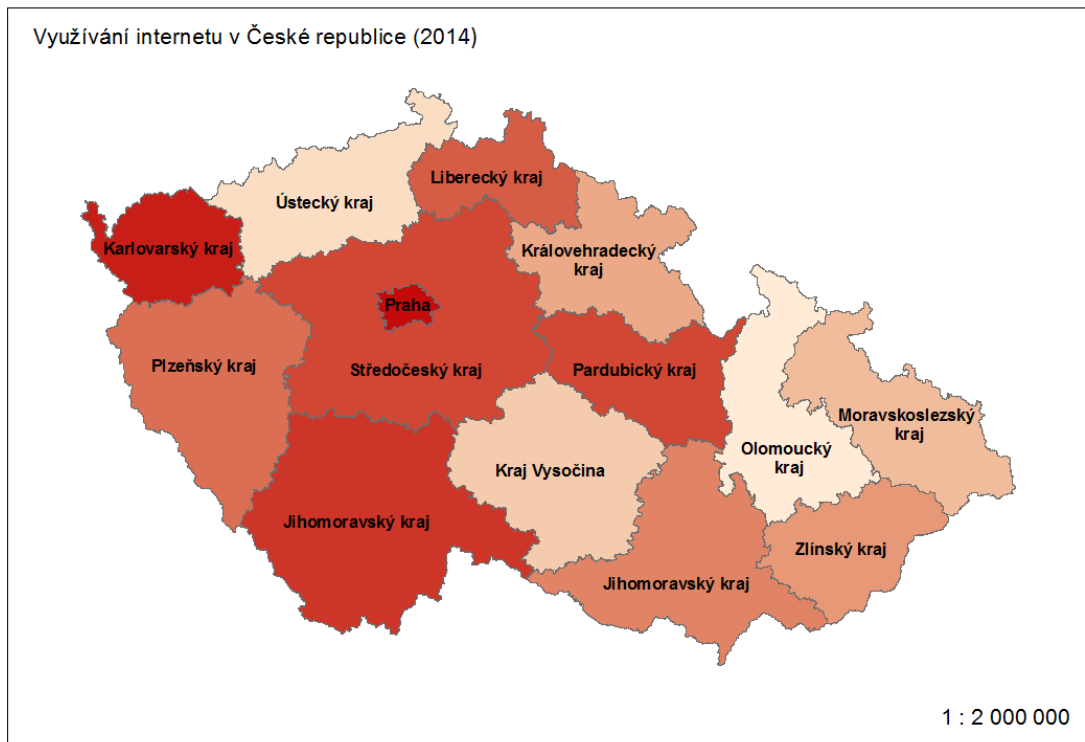 Využívání internetu v České republice (2014)
Liberecký kraj
Ústecký kraj
Karlovarský kraj
Královehradecký
kraj
Praha
Plzeňský kraj
Středočeský kraj
Pardubický kraj
Moravskoslezský
kraj
Olomoucký
kraj
Kraj Vysočina
Jihomoravský kraj
Zlínský kraj
Jihomoravský kraj
1 : 2 000 000